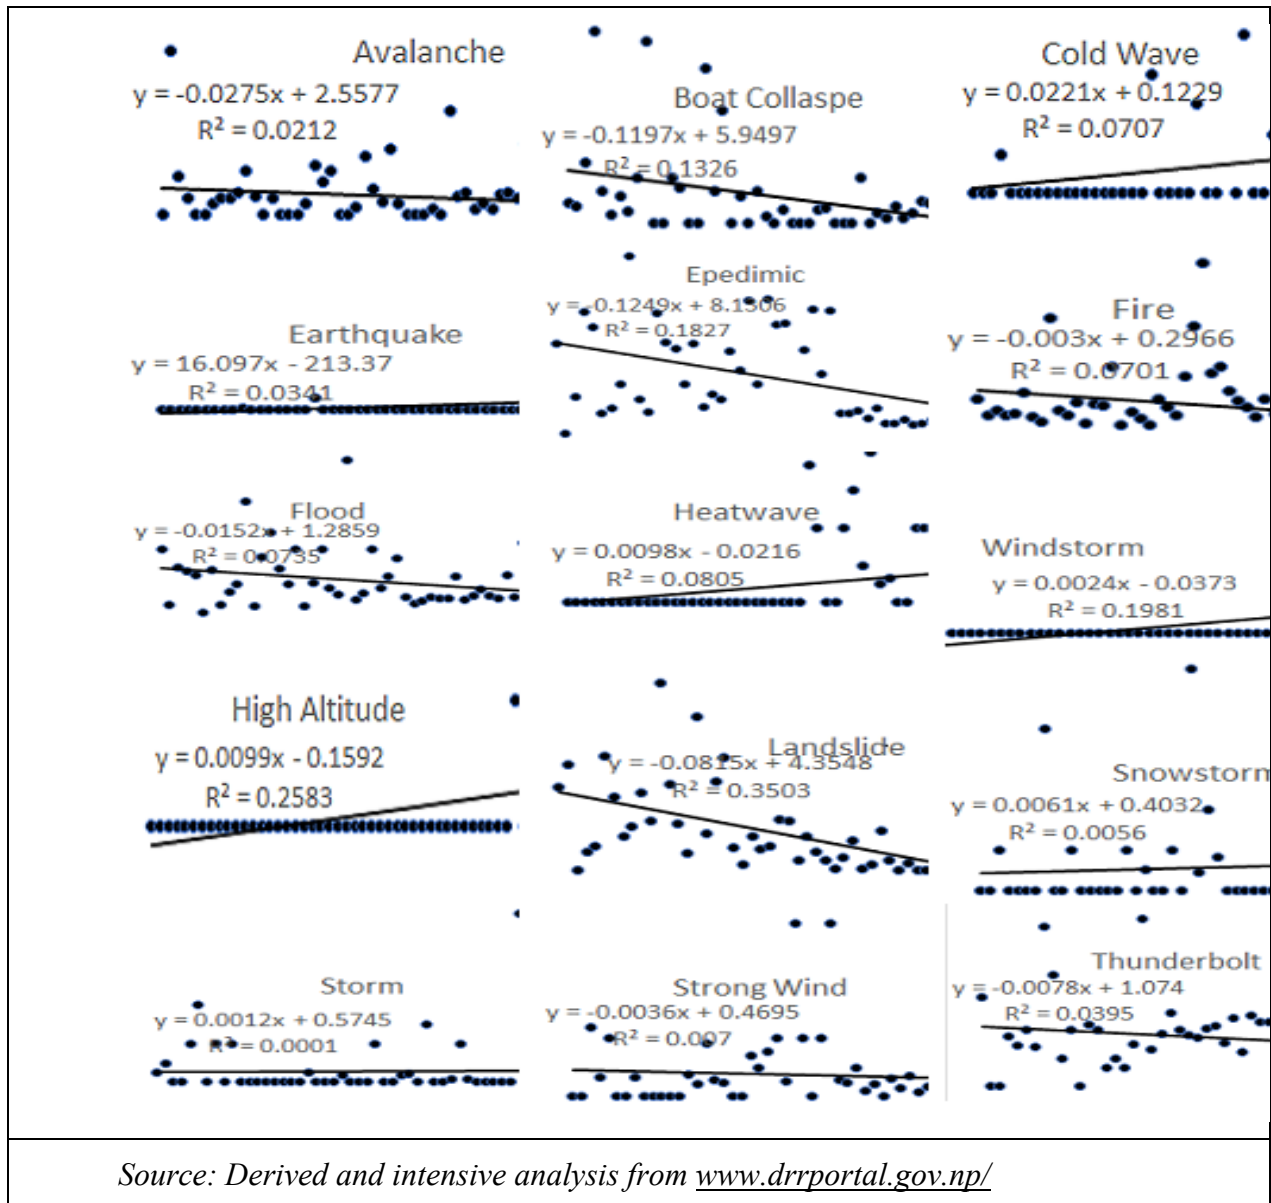 Avalanche
y = -0.0275x + 2.5577
R² = 0.0212
Boat Collaspe
y = -0.1197x + 5.9497
R² = 0.1326
Cold Wave
y = 0.0221x + 0.1229
R² = 0.0707
Earthquake
y = 16.097x - 213.37
R² = 0.0341
Epedimic
y = -0.1249x + 8.1306
R² = 0.1827
Fire
y = -0.003x + 0.2966
R² = 0.0701
Flood
y = -0.0152x + 1.2859
R² = 0.0735
Heatwave
y = 0.0098x - 0.0216
R² = 0.0805
Windstorm
y = 0.0024x - 0.0373
R² = 0.1981
High Altitude
y = 0.0099x - 0.1592
R² = 0.2583
Landslide
y = -0.0815x + 4.3548
R² = 0.3503
Snowstorm
y = 0.0061x + 0.4032
R² = 0.0056
Storm
y = 0.0012x + 0.5745
R² = 0.0001
Strong Wind
y = -0.0036x + 0.4695
R² = 0.007
Thunderbolt
y = -0.0078x + 1.074
R² = 0.0395
Source: Derived and intensive analysis from www.drrportal.gov.np/